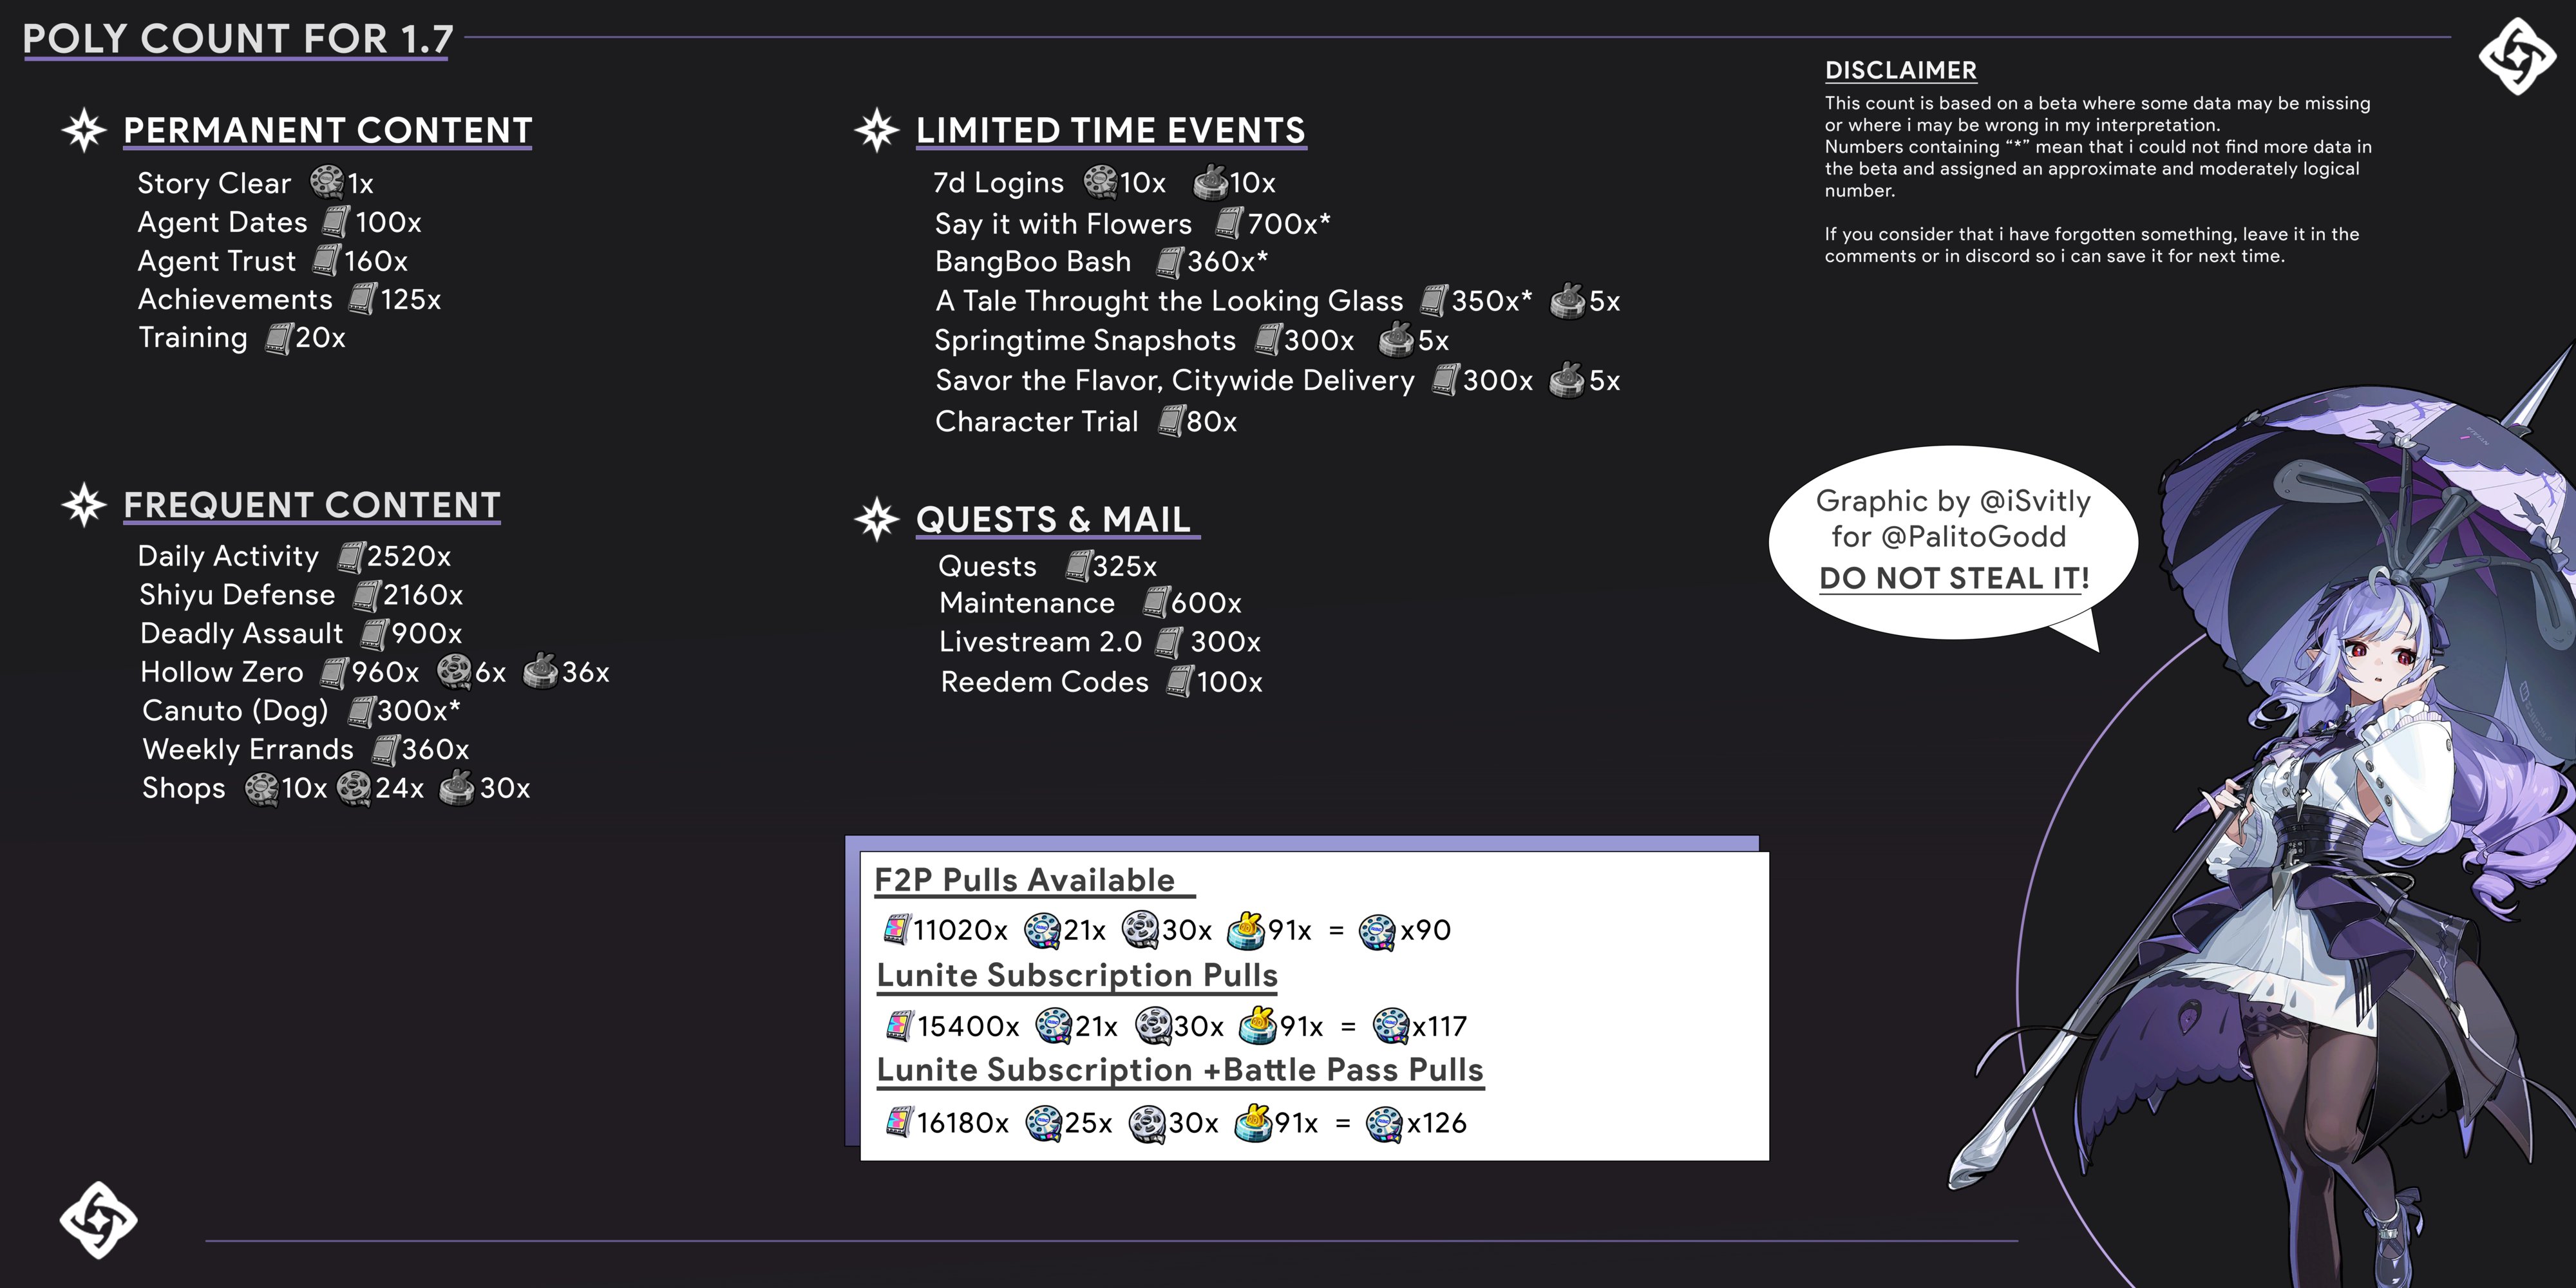 POLY COUNT FOR 1.7
PERMANENT CONTENT
Story Clear 1x
Agent Dates 100x
Agent Trust 160x
Achievements 125x
Training 20x
FREQUENT CONTENT
Daily Activity 2520x
Shiyu Defense 2160x
Deadly Assault 900x
Hollow Zero 960x 6x 36x
Canuto (Dog) 300x*
Weekly Errands 360x
Shops 10x 24x 30x
LIMITED TIME EVENTS
7d Logins 10x 10x
Say it with Flowers 700x*
BangBoo Bash 360x*
A Tale Throught the Looking Glass 350x* 5x
Springtime Snapshots 300x 5x
Savor the Flavor, Citywide Delivery 300x 5x
Character Trial 80x
QUESTS & MAIL
Quests 325x
Maintenance 600x
Livestream 2.0 300x
Reedem Codes 100x
F2P Pulls Available
11020x 21x 30x 91x = x90
Lunite Subscription Pulls
15400x 21x 30x 91x = x117
Lunite Subscription +Battle Pass Pulls
16180x 25x 30x 91x = x126
DISCLAIMER
This count is based on a beta where some data may be missing
or where i may be wrong in my interpretation.
Numbers containing “*” mean that i could not find more data in
the beta and assigned an approximate and moderately logical
number.
If you consider that i have forgotten something, leave it in the
comments or in discord so i can save it for next time.
Graphic by @iSvitly
for @PalitoGodd
DO NOT STEAL IT!